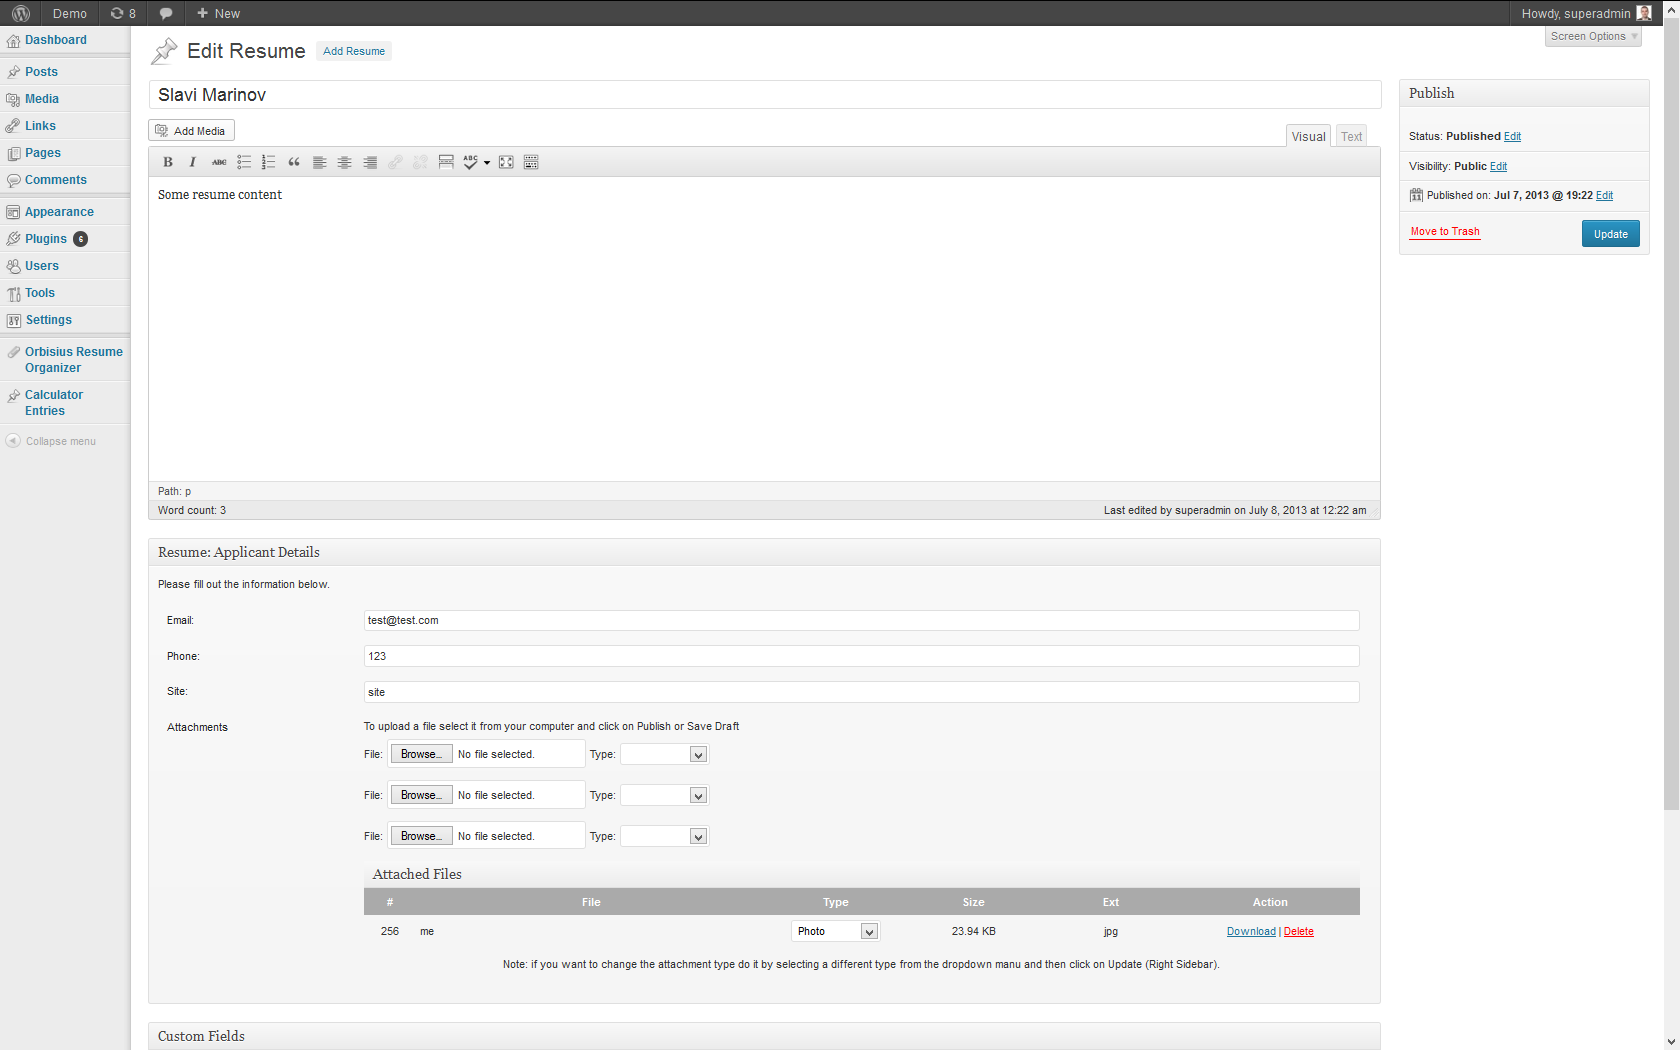 Demo 8 New Howdy, superadmin
Screen Options
Dashboard
Posts
Media
Links
Pages
Comments
Appearance
Plugins 6
Users
Tools
Settings
Orbisius Resume
Organizer
Calculator
Entries
Collapse menu
Edit Resume Add Resume
Slavi Marinov
Add Media
Visual Text
B I ABC ABC
Some resume content
Path: p
Word count: 3 Last edited by superadmin on July 8, 2013 at 12:22 am
Publish
Status: Published Edit
Visibility: Public Edit
11 Published on: Jul 7, 2013 @ 19:22 Edit
Move to Trash Update
Resume: Applicant Details
Please fill out the information below.
Email: test@test.com
Phone: 123
Site: site
Attachments To upload a file select it from your computer and click on Publish or Save Draft
File: Browse... No file selected. Type:
File: Browse... No file selected. Type:
File: Browse... No file selected. Type:
Attached Files
# File Type Size Ext Action
256 me Photo 23.94 KB jpg Download | Delete
Note: if you want to change the attachment type do it by selecting a different type from the dropdown manu and then click on Update (Right Sidebar).
Custom Fields